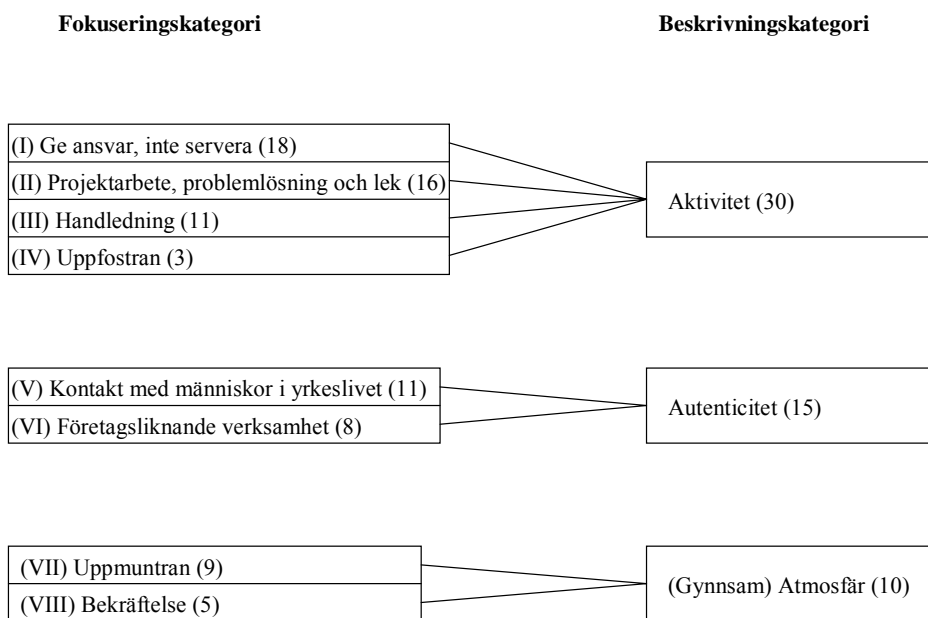 Fokuseringskategori
Beskrivningskategori
(I) Ge ansvar, inte servera (18)
(II) Projektarbete, problemlösning och lek (16)
(III) Handledning (11)
(IV) Uppfostran (3)
Aktivitet (30)
(V) Kontakt med människor i yrkeslivet (11)
(VI) Företagsliknande verksamhet (8)
Autenticitet (15)
(VII) Uppmuntran (9)
(VIII) Bekräftelse (5)
(Gynnsam) Atmosfär (10)